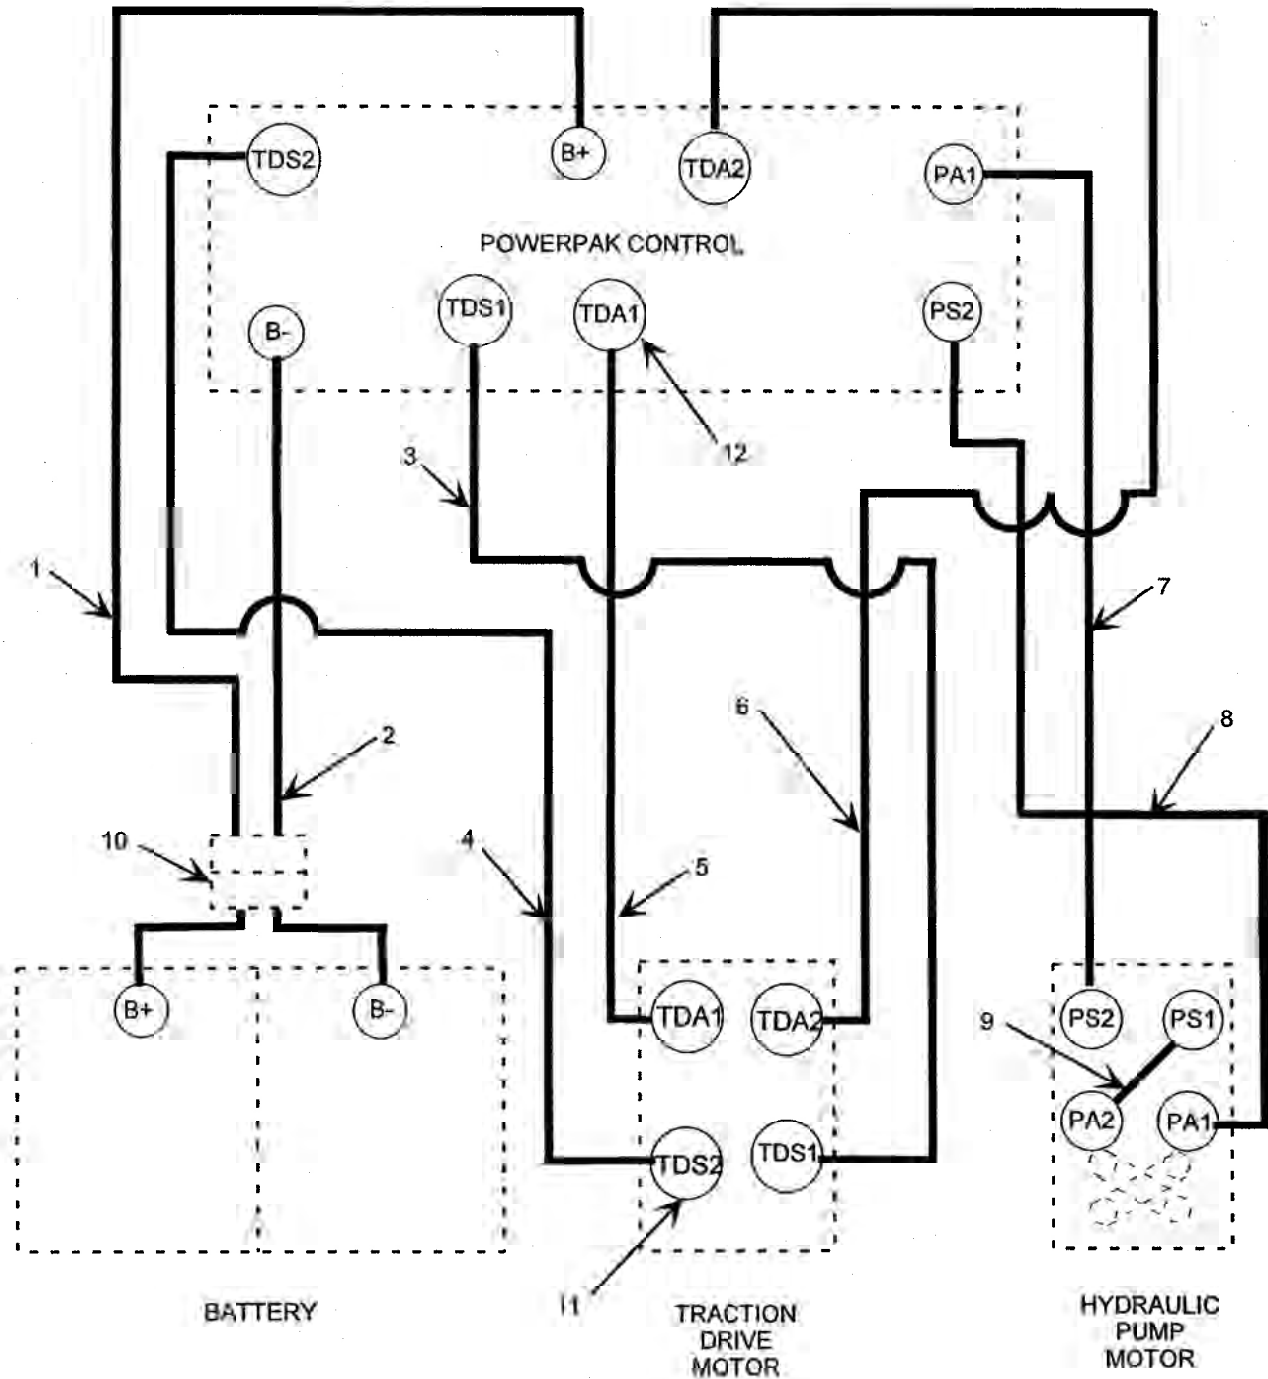 TDS2
B+
TDA2
PA1
POWERPAK CONTROL
TDS1
TDA1
PS2
B-
12
3
1
7
6
8
2
10
4
5
B+
B-
TDA1
TDA2
PS2
PS1
9
PA2
PA1
TDS2
TDS1
11
BATTERY
TRACTION
DRIVE
MOTOR
HYDRAULIC
PUMP
MOTOR